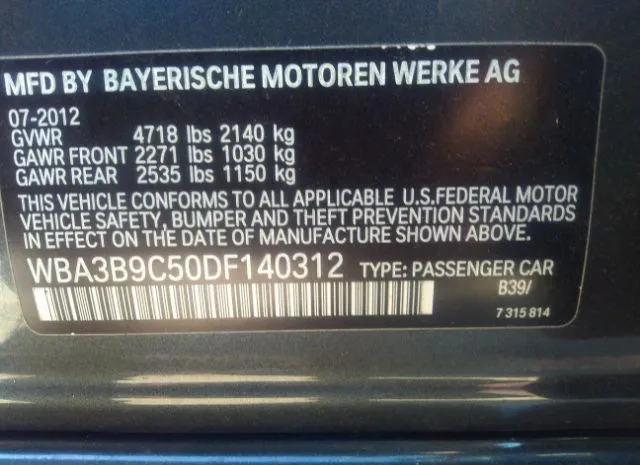 MFD BY BAYERISCHE MOTOREN WERKE AG
07-2012
GVWR 4718 lbs 2140 kg
GAWR FRONT 2271 lbs 1030 kg
GAWR REAR 2535 lbs 1150 kg
THIS VEHICLE CONFORMS TO ALL APPLICABLE U.S.FEDERAL MOTOR
VEHICLE SAFETY, BUMPER AND THEFT PREVENTION STANDARDS
IN EFFECT ON THE DATE OF MANUFACTURE SHOWN ABOVE.
WBA3B9C50DF140312 TYPE: PASSENGER CAR
B39/
7 315 814